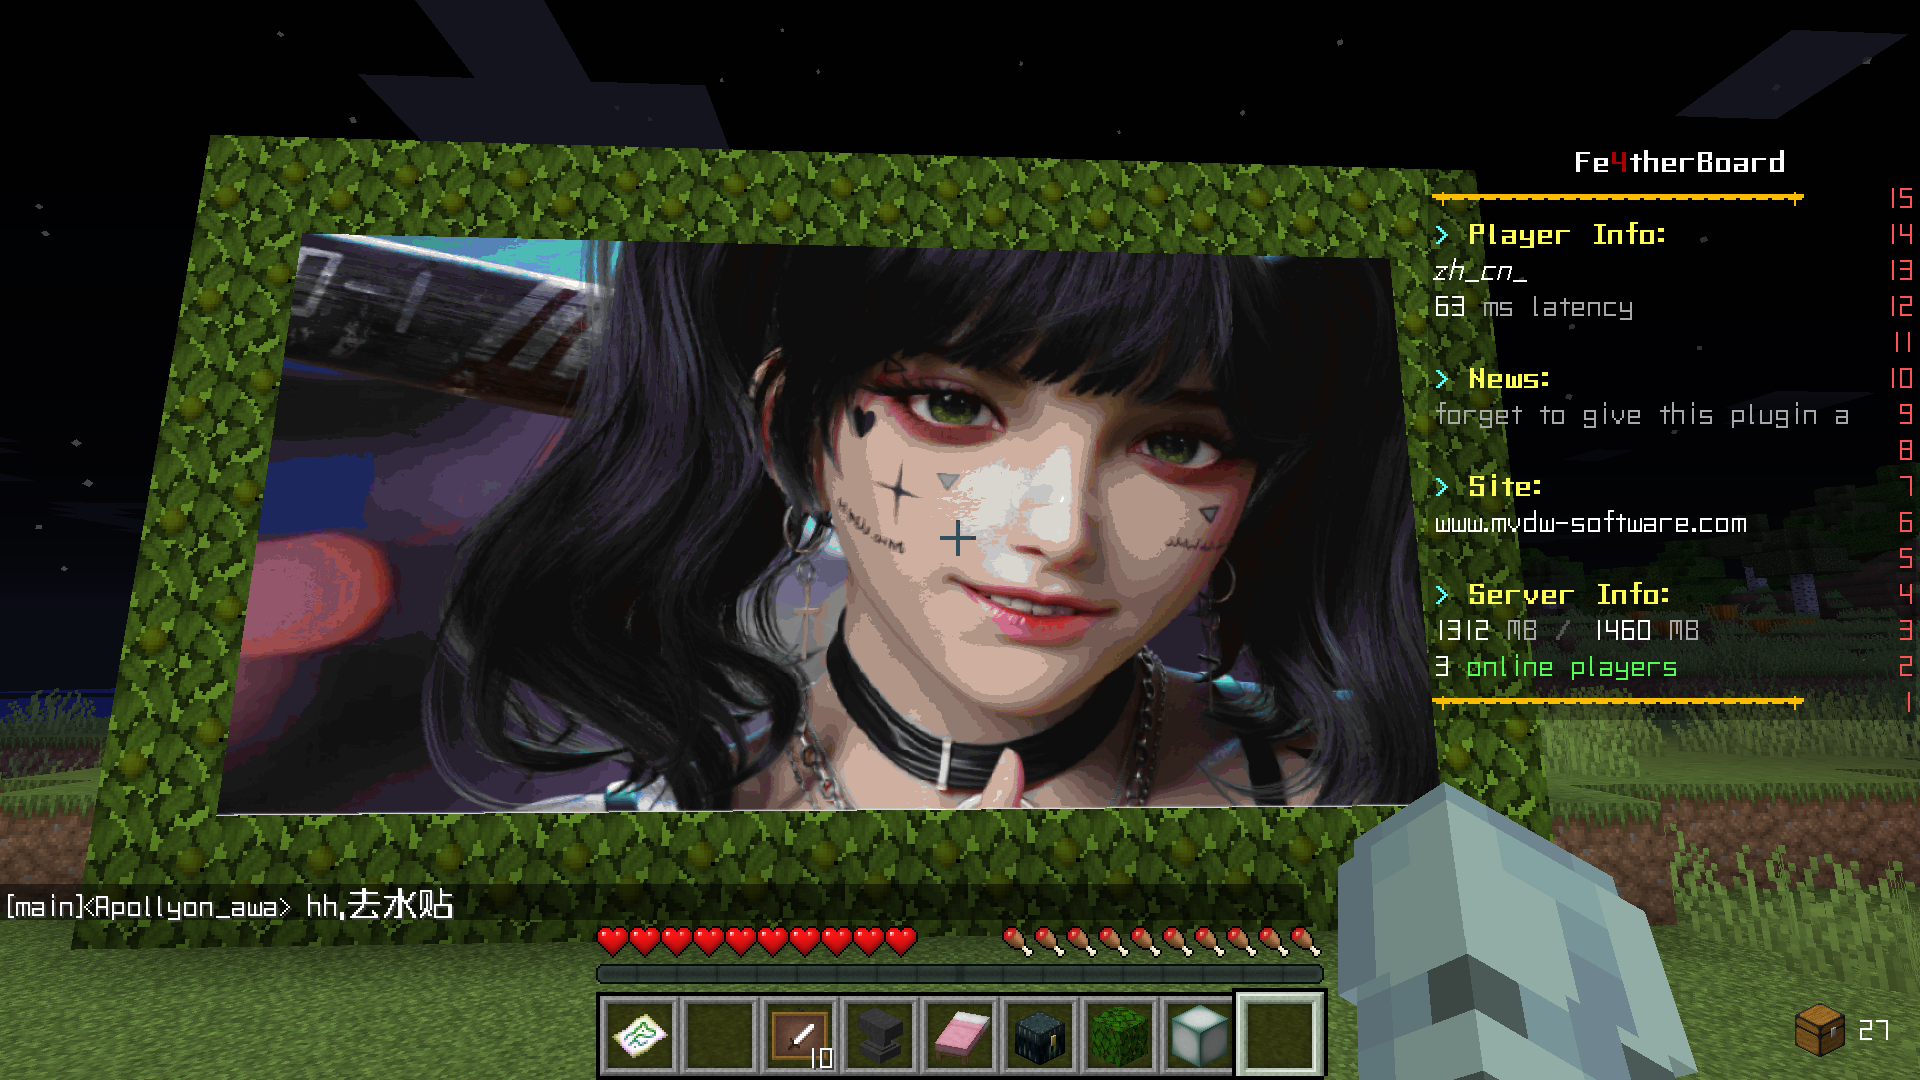 Fe4therBoard
15
> Player Info: 14
zh_cn_ 13
63 ms latency 12
11
> News: 10
forget to give this plugin a 9
8
> Site: 7
www.mvdw-software.com 6
5
> Server Info: 4
1312 MB / 1460 MB 3
3 online players 2
1
[main]<Apollyon_awa> hh,去水贴
10
27